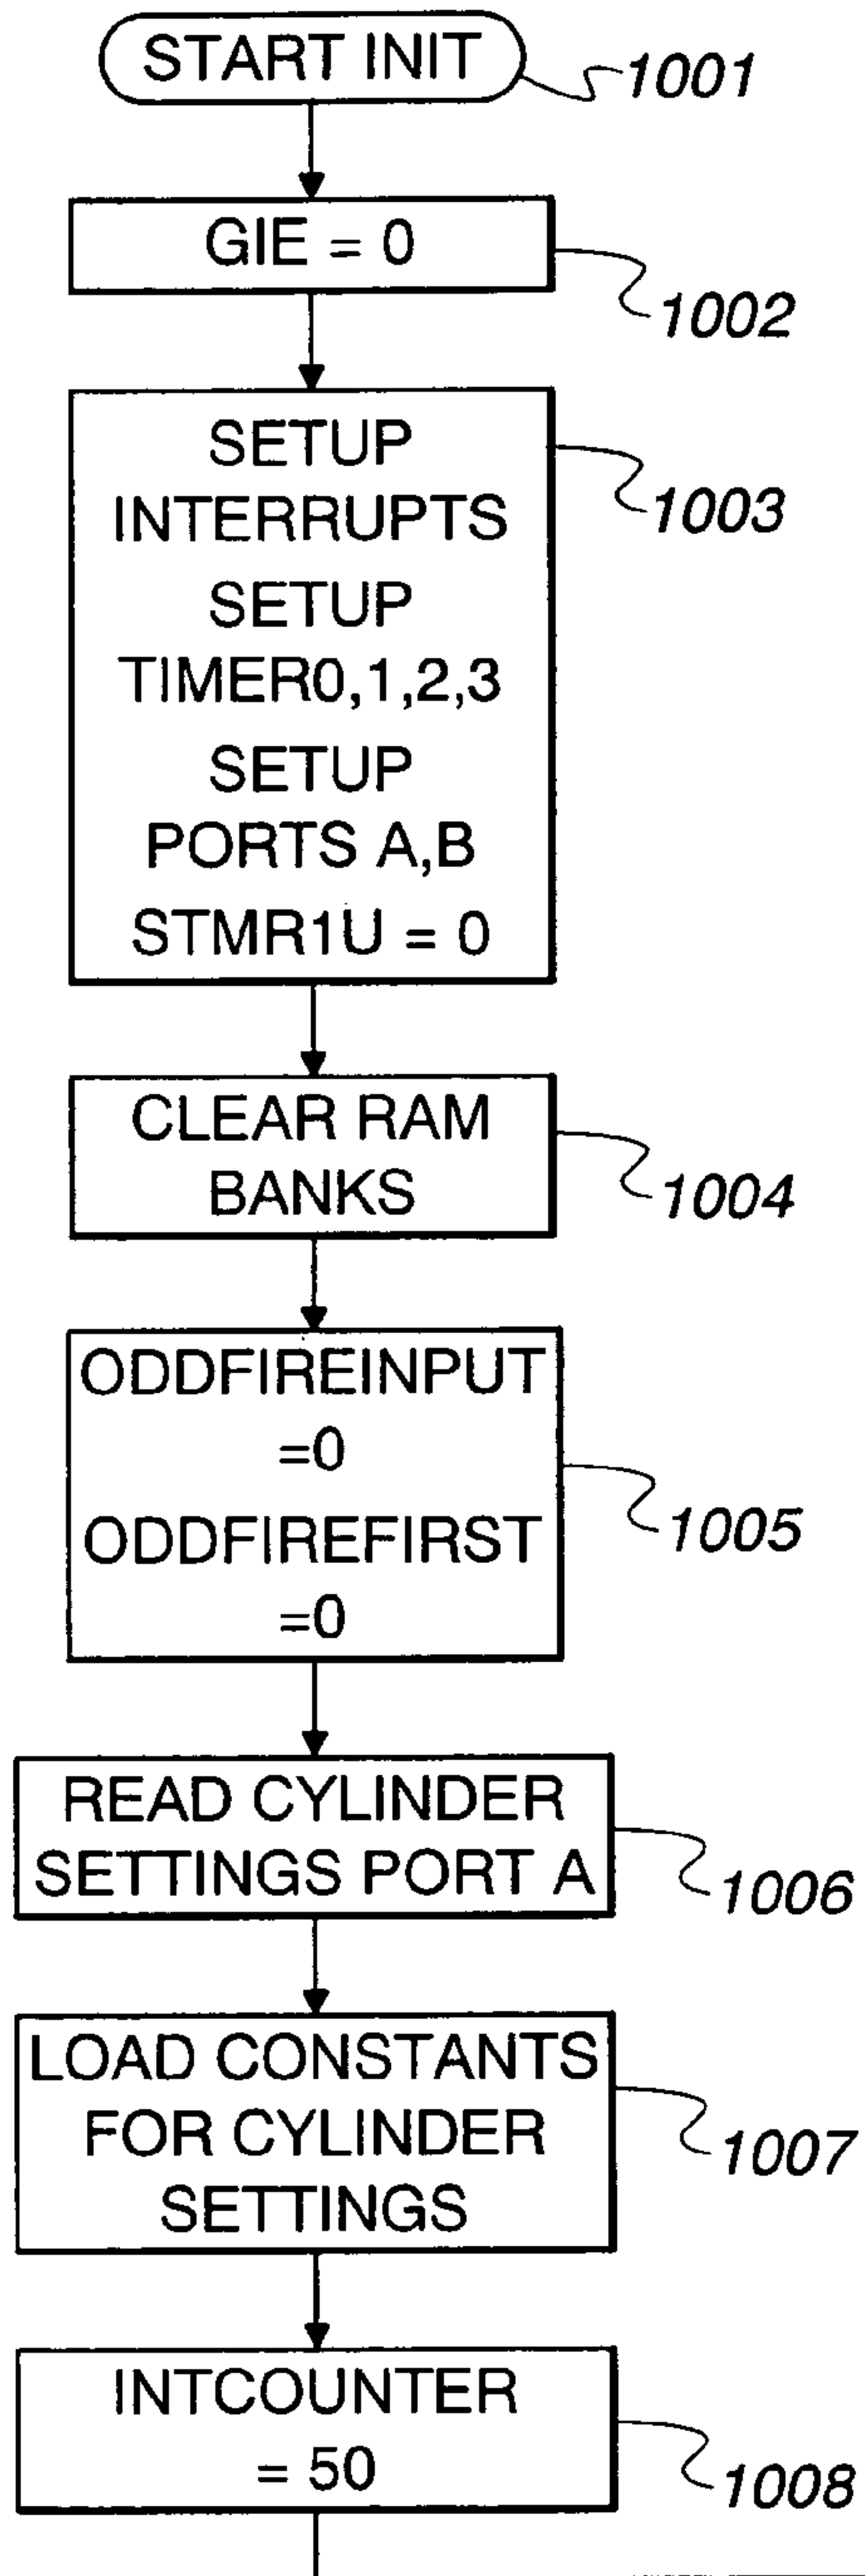 START INIT
1001
GIE = 0
1002
SETUP
INTERRUPTS
SETUP
TIMER0,1,2,3
SETUP
PORTS A,B
STMR1U = 0
1003
CLEAR RAM
BANKS
1004
ODDFIREINPUT
=0
ODDFIREFIRST
=0
1005
READ CYLINDER
SETTINGS PORT A
1006
LOAD CONSTANTS
FOR CYLINDER
SETTINGS
1007
INTCOUNTER
= 50
1008